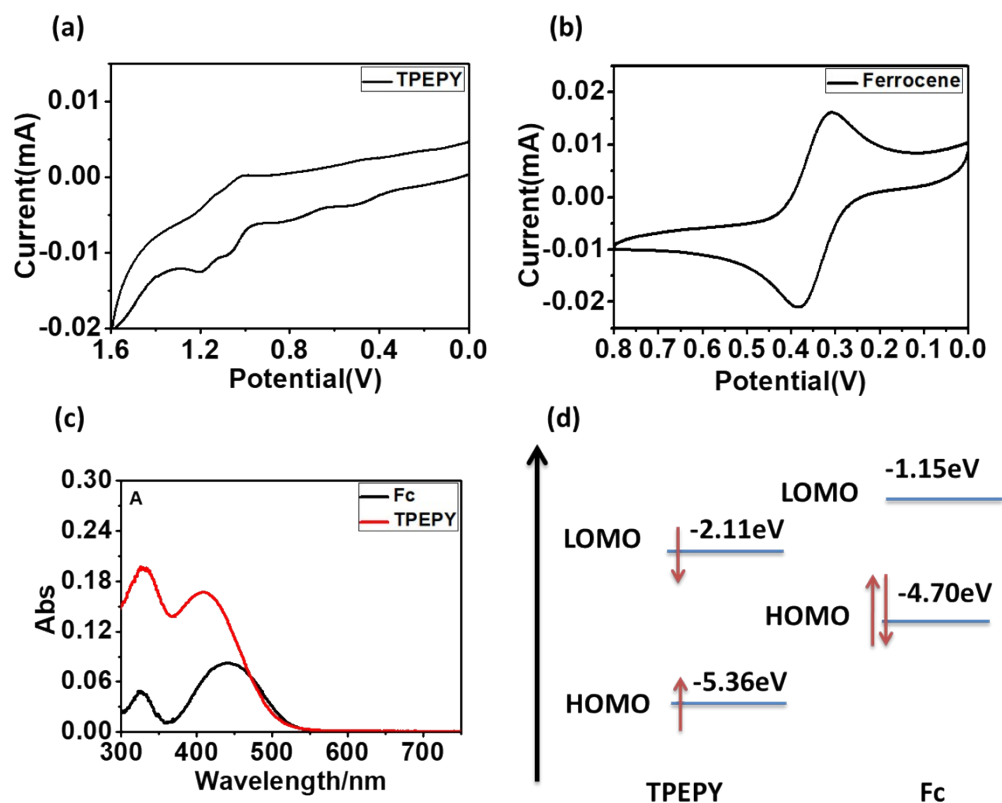 (a)
TPEPY
0.01
0.00
-0.01
-0.02
Current(mA)
1.6 1.2 0.8 0.4 0.0
Potential(V)
(b)
Ferrocene
0.02
0.01
0.00
-0.01
-0.02
Current(mA)
0.8 0.7 0.6 0.5 0.4 0.3 0.2 0.1 0.0
Potential(V)
(c)
A
Fc
TPEPY
0.30
0.24
0.18
0.12
0.06
0.00
Abs
300 400 500 600 700
Wavelength/nm
(d)
-1.15eV
LOMO
LOMO
-2.11eV
HOMO
-4.70eV
HOMO
-5.36eV
TPEPY
Fc